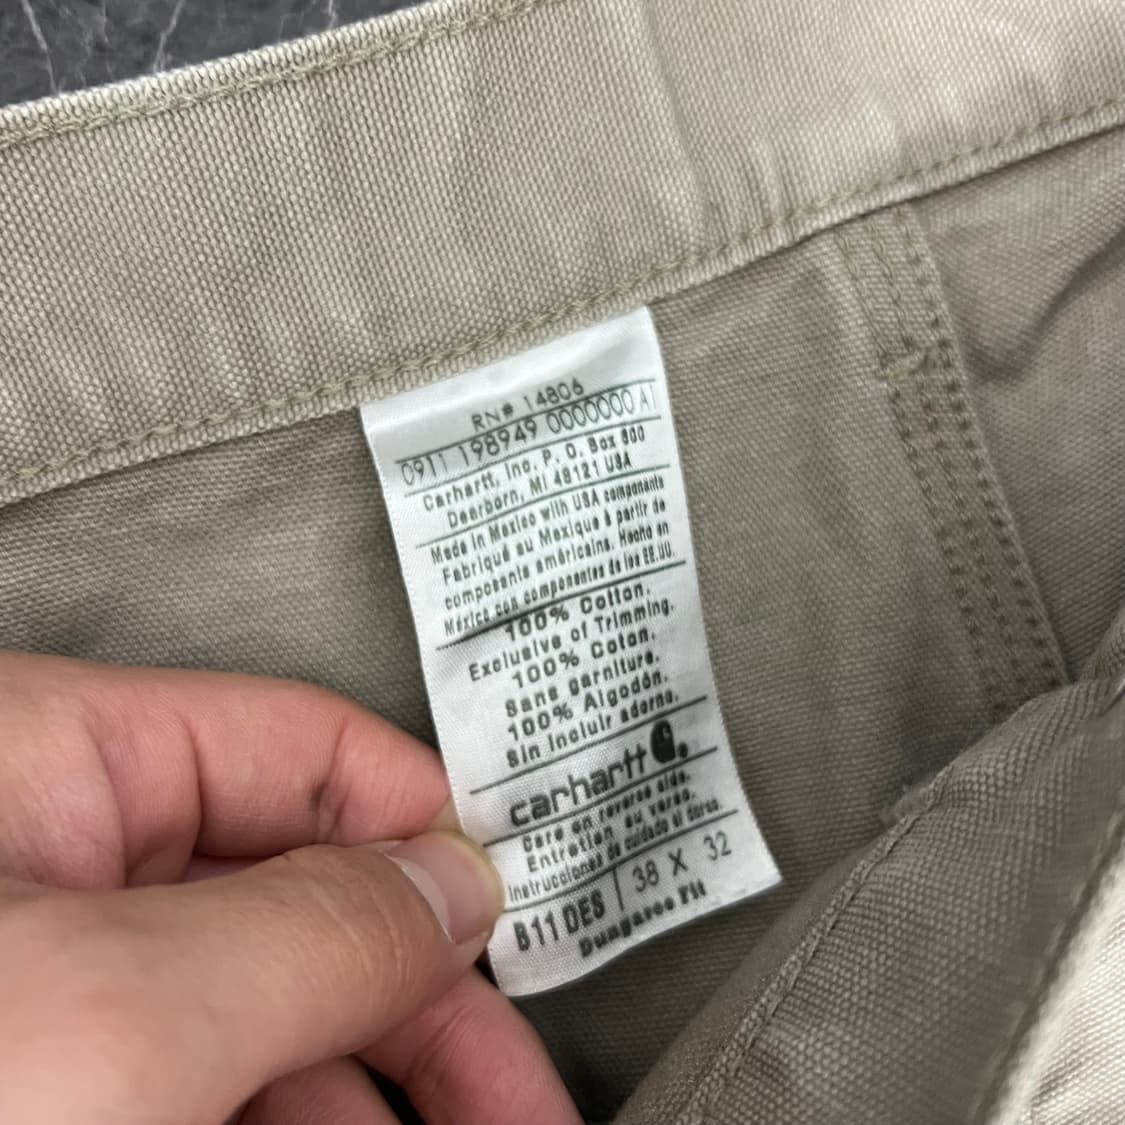 RN# 14806
0911 198949 0000000 A1
Carhartt, Inc. P. O. Box 600
Dearborn, MI 48121 USA
Made in Mexico with USA components
Fabriqué au Mexique à partir de
composants américains. Hecho en
México con componentes de los EE.UU.
100% Cotton.
Exclusive of Trimming.
100% Coton.
Sans garniture.
100% Algodón.
Sin incluir adorno.
carhartt®
Care on reverse side.
Entretien au verso.
Instrucciones de cuidado al dorso.
B11 DES 38 X 32
Dungaree Fit